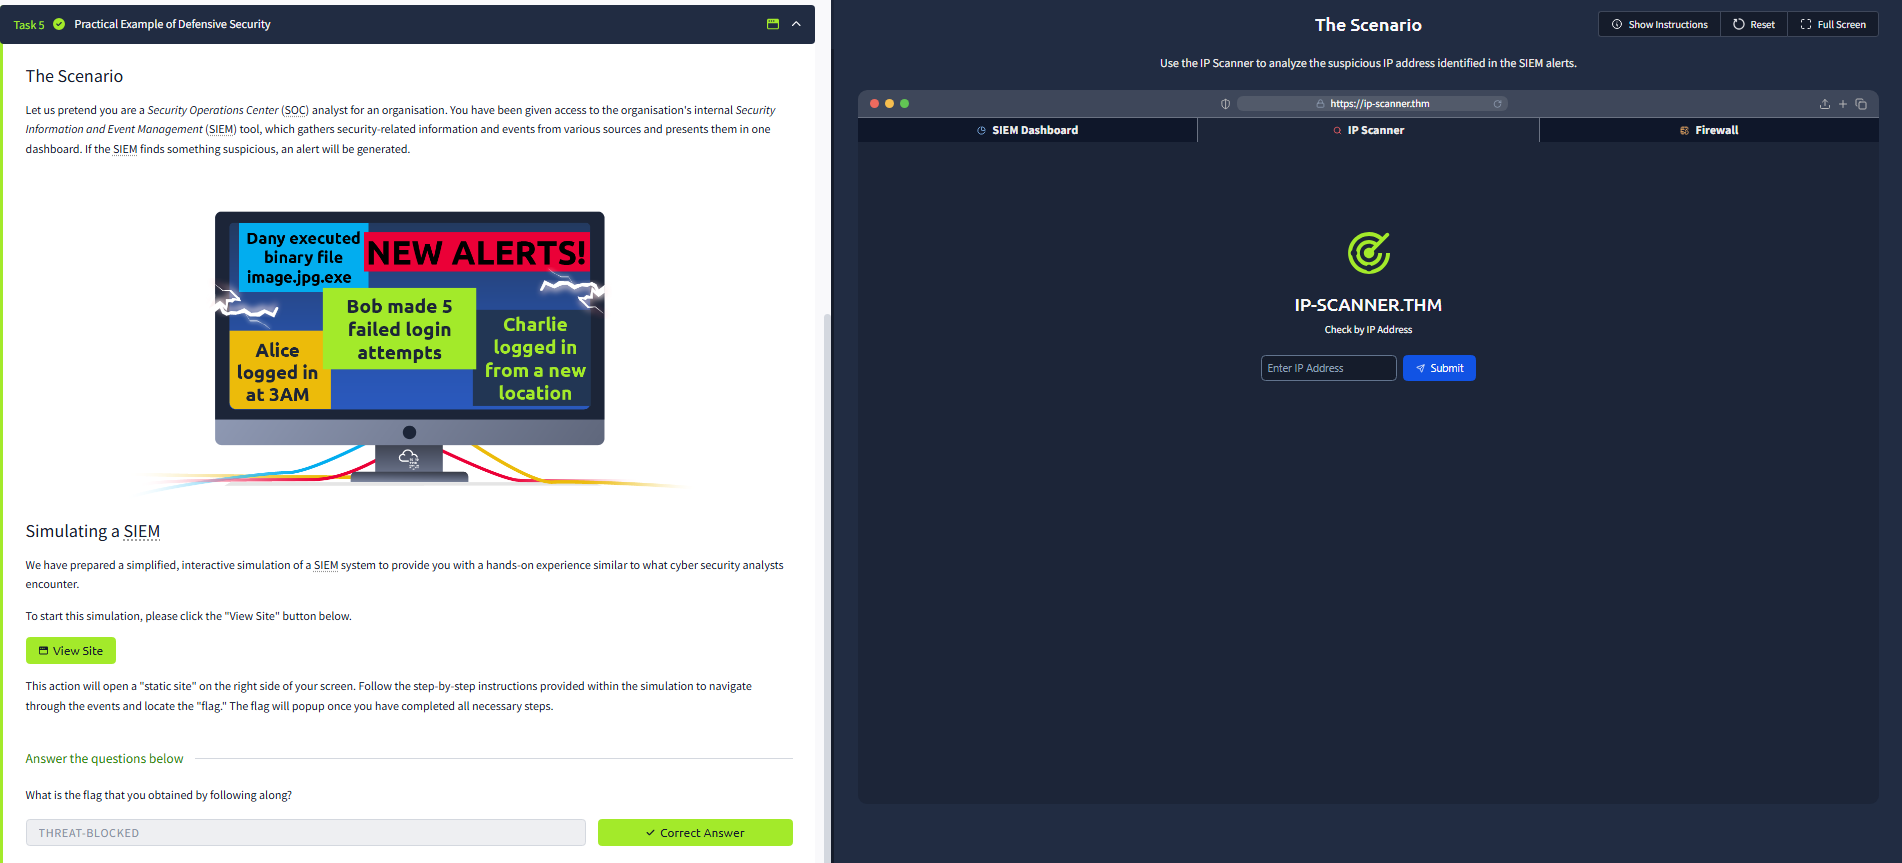 Task 5 Practical Example of Defensive Security
The Scenario
Let us pretend you are a Security Operations Center (SOC) analyst for an organisation. You have been given access to the organisation's internal Security
Information and Event Management (SIEM) tool, which gathers security-related information and events from various sources and presents them in one
dashboard. If the SIEM finds something suspicious, an alert will be generated.
Dany executed
binary file
image.jpg.exe
NEW ALERTS!
Bob made 5
failed login
attempts
Alice
logged in
at 3AM
Charlie
logged in
from a new
location
Simulating a SIEM
We have prepared a simplified, interactive simulation of a SIEM system to provide you with a hands-on experience similar to what cyber security analysts
encounter.
To start this simulation, please click the "View Site" button below.
View Site
This action will open a "static site" on the right side of your screen. Follow the step-by-step instructions provided within the simulation to navigate
through the events and locate the "flag." The flag will popup once you have completed all necessary steps.
Answer the questions below
What is the flag that you obtained by following along?
THREAT-BLOCKED
Correct Answer
The Scenario
Show Instructions
Reset
Full Screen
Use the IP Scanner to analyze the suspicious IP address identified in the SIEM alerts.
https://ip-scanner.thm
SIEM Dashboard
IP Scanner
Firewall
IP-SCANNER.THM
Check by IP Address
Enter IP Address
Submit